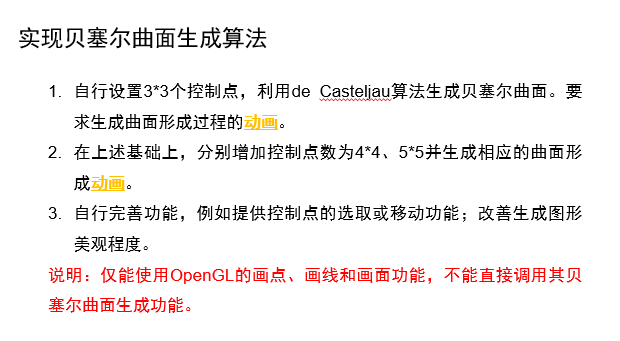 实现贝塞尔曲面生成算法
1. 自行设置3*3个控制点，利用de Casteljau算法生成贝塞尔曲面。要
求生成曲面形成过程的动画。
2. 在上述基础上，分别增加控制点数为4*4、5*5并生成相应的曲面形
成动画。
3. 自行完善功能，例如提供控制点的选取或移动功能；改善生成图形
美观程度。
说明：仅能使用OpenGL的画点、画线和画面功能，不能直接调用其贝
塞尔曲面生成功能。